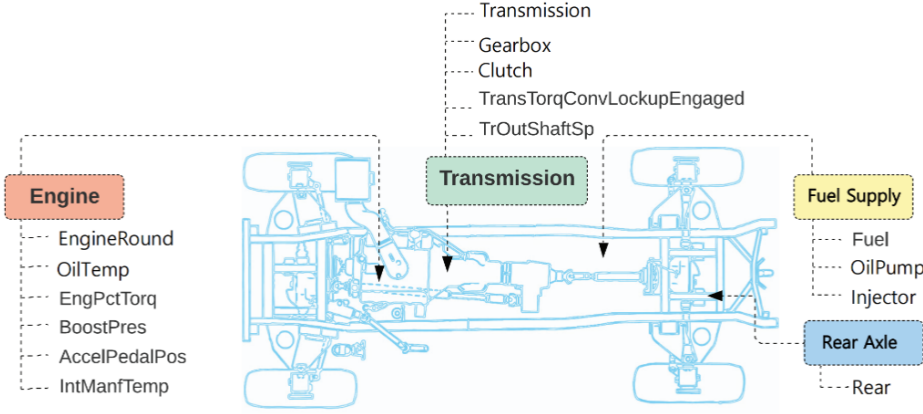 Transmission
Gearbox
Clutch
TransTorqConvLockupEngaged
TrOutShaftSp
Transmission
Engine
EngineRound
OilTemp
EngPctTorq
BoostPres
AccelPedalPos
IntManfTemp
Fuel Supply
Fuel
OilPump
Injector
Rear Axle
Rear